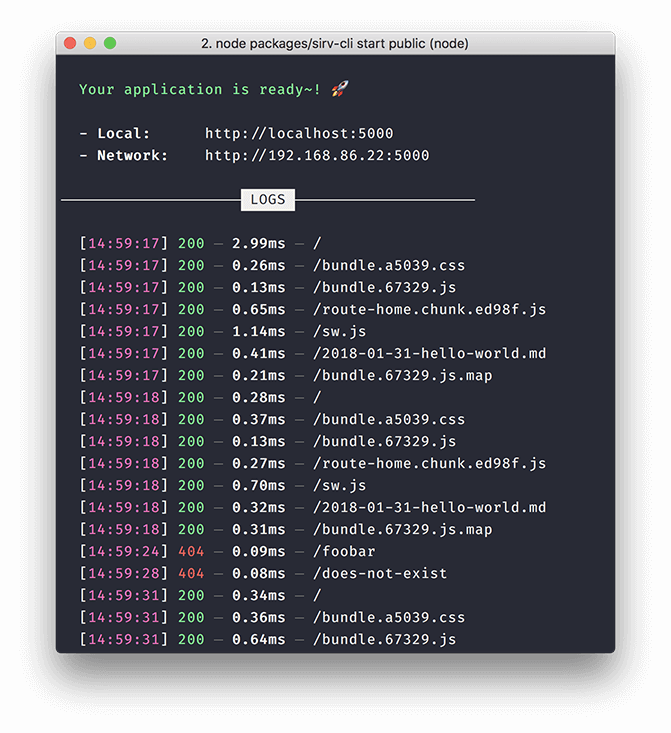 2. node packages/sirv-cli start public (node)
Your application is ready~! 🚀
- Local: http://localhost:5000
- Network: http://192.168.86.22:5000
LOGS
[14:59:17] 200 — 2.99ms — /
[14:59:17] 200 — 0.26ms — /bundle.a5039.css
[14:59:17] 200 — 0.13ms — /bundle.67329.js
[14:59:17] 200 — 0.65ms — /route-home.chunk.ed98f.js
[14:59:17] 200 — 1.14ms — /sw.js
[14:59:17] 200 — 0.41ms — /2018-01-31-hello-world.md
[14:59:17] 200 — 0.21ms — /bundle.67329.js.map
[14:59:18] 200 — 0.28ms — /
[14:59:18] 200 — 0.37ms — /bundle.a5039.css
[14:59:18] 200 — 0.13ms — /bundle.67329.js
[14:59:18] 200 — 0.27ms — /route-home.chunk.ed98f.js
[14:59:18] 200 — 0.70ms — /sw.js
[14:59:18] 200 — 0.32ms — /2018-01-31-hello-world.md
[14:59:18] 200 — 0.31ms — /bundle.67329.js.map
[14:59:24] 404 — 0.09ms — /foobar
[14:59:28] 404 — 0.08ms — /does-not-exist
[14:59:31] 200 — 0.34ms — /
[14:59:31] 200 — 0.36ms — /bundle.a5039.css
[14:59:31] 200 — 0.64ms — /bundle.67329.js